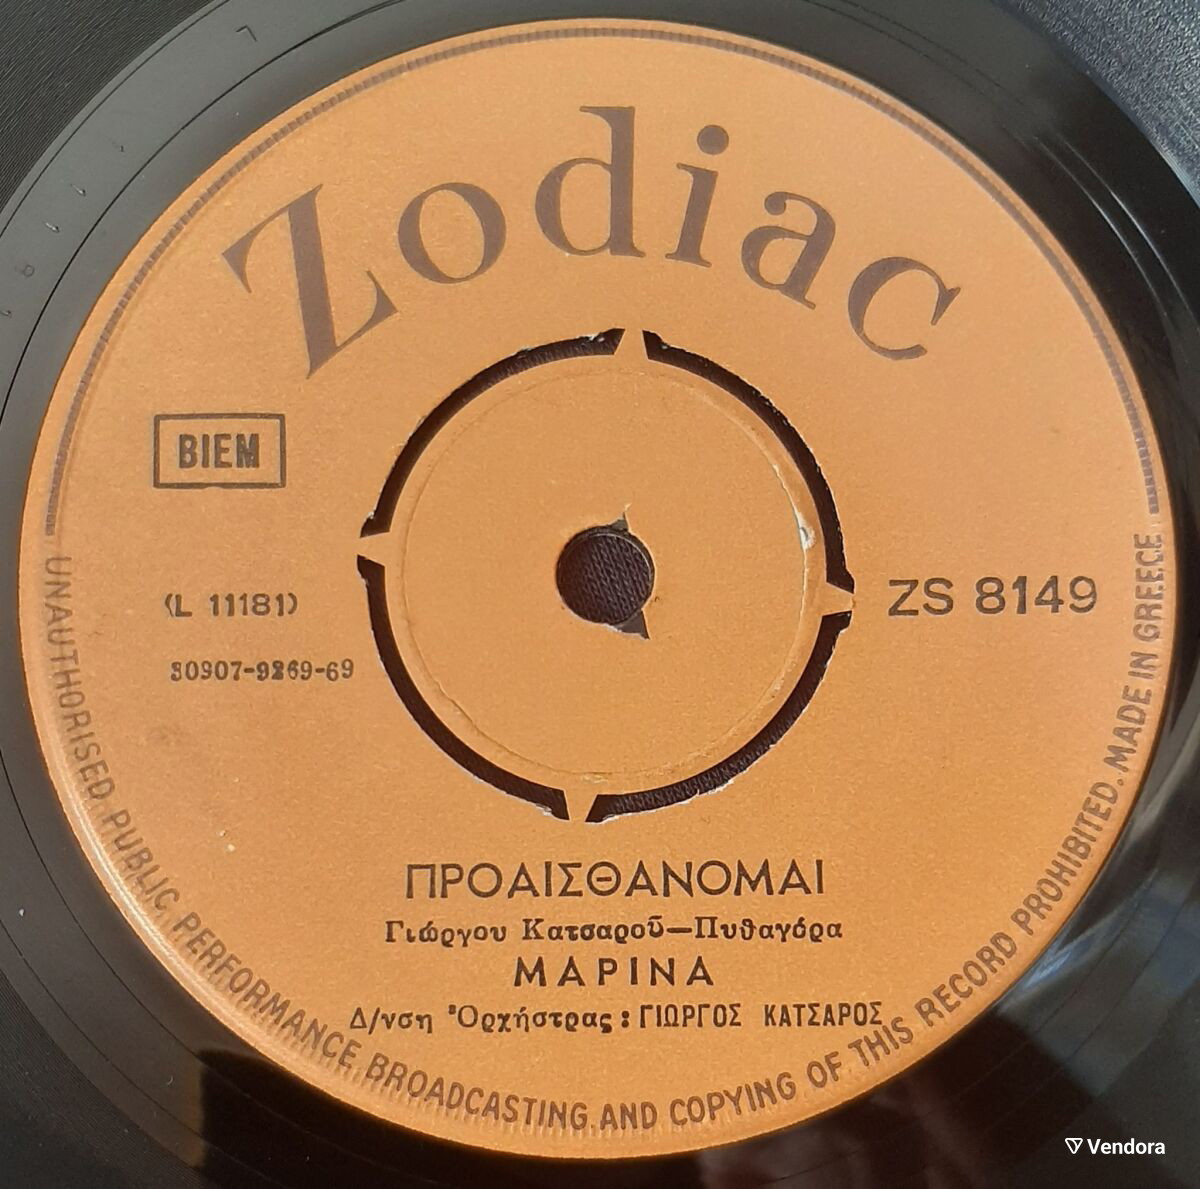 Zodiac
BIEM
(L 11181)
ZS 8149
30907-9269-69
ΠΡΟΑΙΣΘΑΝΟΜΑΙ
Γιώργου Κατσαροῦ—Πυθαγόρα
ΜΑΡΙΝΑ
Δ/νση Ὀρχήστρας: ΓΙΩΡΓΟΣ ΚΑΤΣΑΡΟΣ
UNAUTHORISED PUBLIC PERFORMANCE BROADCASTING AND COPYING OF THIS RECORD PROHIBITED. MADE IN GREECE
Vendora